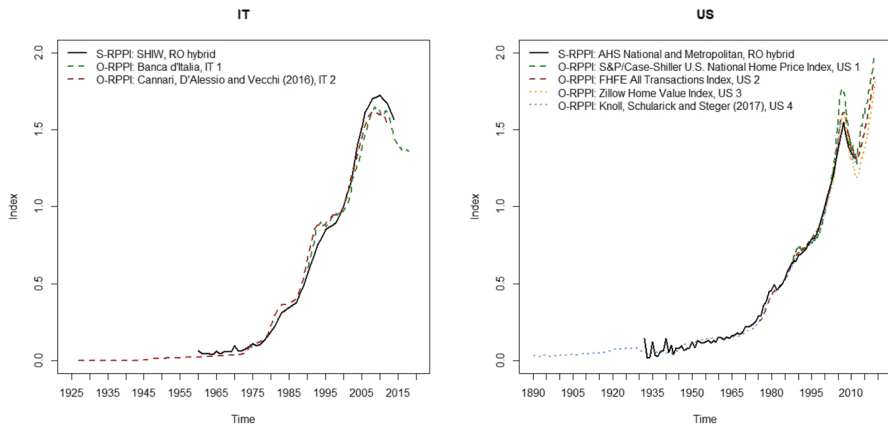 IT
2.0
1.5
1.0
0.5
0.0
Index
S-RPPI: SHIW, RO hybrid
O-RPPI: Banca d'Italia, IT 1
O-RPPI: Cannari, D'Alessio and Vecchi (2016), IT 2
1925 1935 1945 1955 1965 1975 1985 1995 2005 2015
Time
US
2.0
1.5
1.0
0.5
0.0
Index
S-RPPI: AHS National and Metropolitan, RO hybrid
O-RPPI: S&P/Case-Shiller U.S. National Home Price Index, US 1
O-RPPI: FHFE All Transactions Index, US 2
O-RPPI: Zillow Home Value Index, US 3
O-RPPI: Knoll, Schularick and Steger (2017), US 4
1890 1905 1920 1935 1950 1965 1980 1995 2010
Time